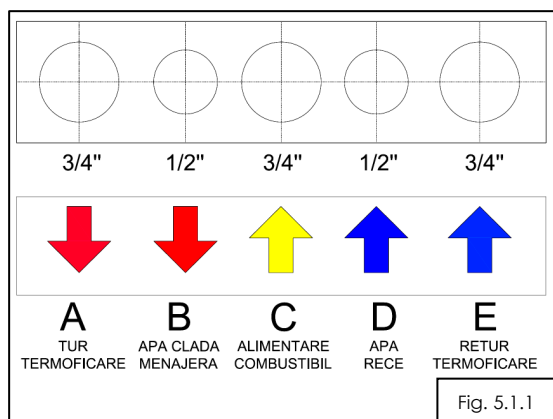 3/4" 1/2" 3/4" 1/2" 3/4"
A B C D E
TUR TERMOFICARE
APA CLADA MENAJERA
ALIMENTARE COMBUSTIBIL
APA RECE
RETUR TERMOFICARE
Fig. 5.1.1